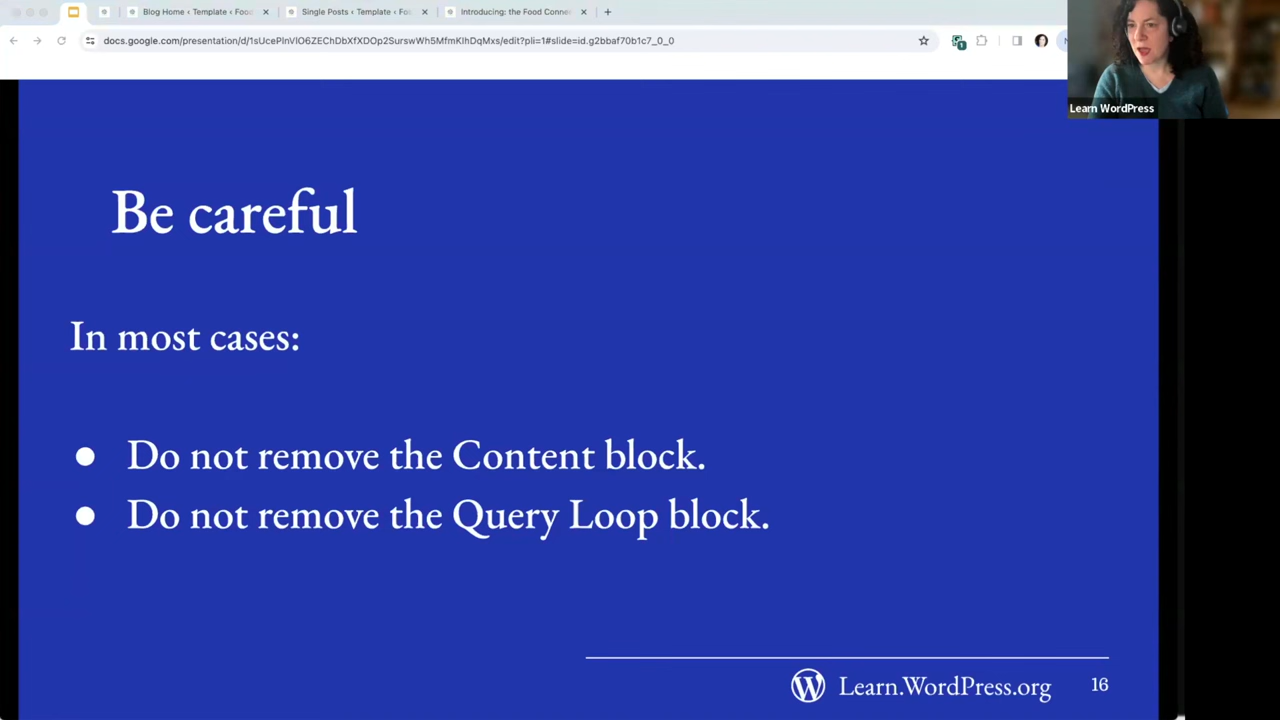 Blog Home ‹ Template ‹ Food
Single Posts ‹ Template ‹ Foo
Introducing: the Food Conne
docs.google.com/presentation/d/1sUcePlnVlO6ZEChDbXfXDOp2SurswWh5MfmKIhDqMxs/edit?pli=1#slide=id.g2bbaf70b1c7_0_0
Learn WordPress
Be careful
In most cases:
● Do not remove the Content block.
● Do not remove the Query Loop block.
Learn.WordPress.org 16